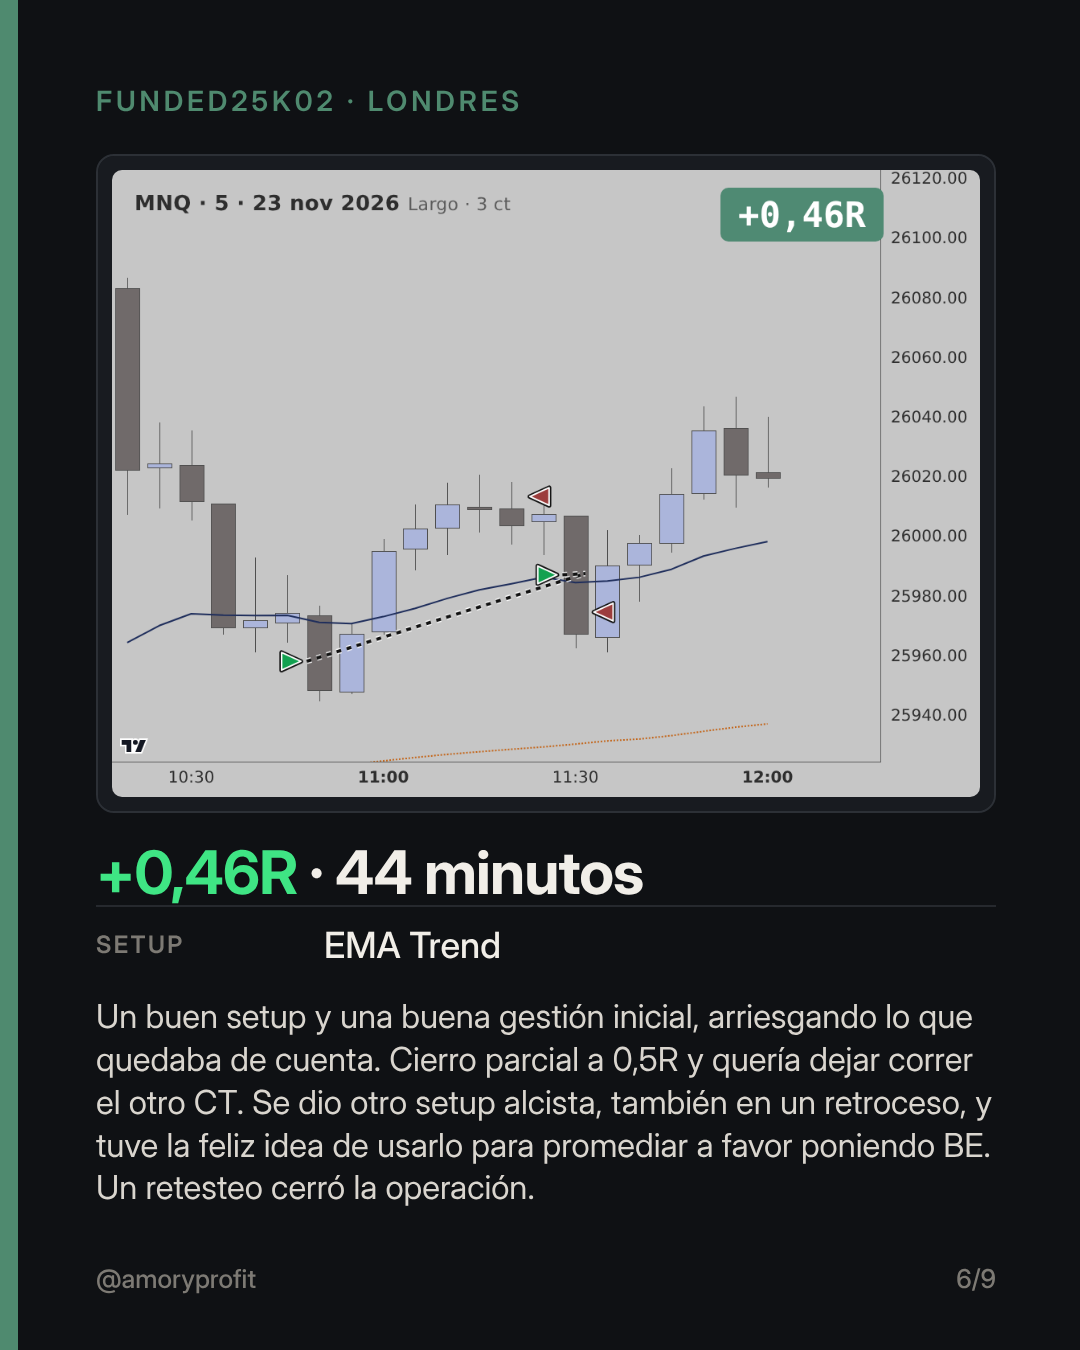 FUNDED25K02 · LONDRES
MNQ · 5 · 23 nov 2026 Largo · 3 ct
+0,46R
26120.00
26100.00
26080.00
26060.00
26040.00
26020.00
26000.00
25980.00
25960.00
25940.00
10:30 11:00 11:30 12:00
+0,46R · 44 minutos
SETUP EMA Trend
Un buen setup y una buena gestión inicial, arriesgando lo que
quedaba de cuenta. Cierro parcial a 0,5R y quería dejar correr
el otro CT. Se dio otro setup alcista, también en un retroceso, y
tuve la feliz idea de usarlo para promediar a favor poniendo BE.
Un retesteo cerró la operación.
@amoryprofit 6/9